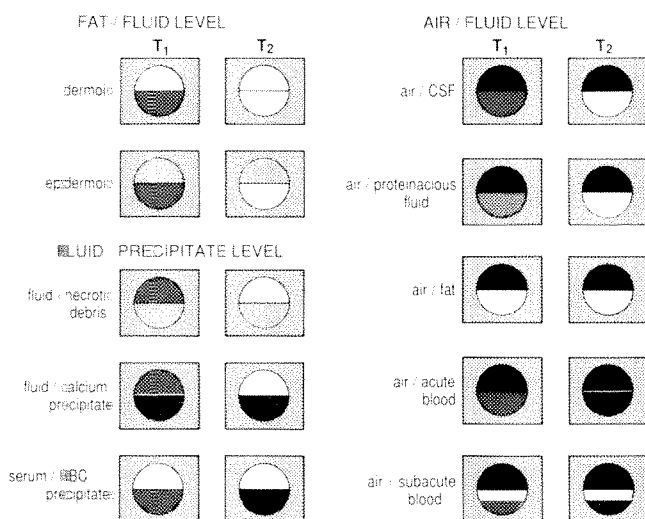 FAT / FLUID LEVEL
T1 T2
dermoid
epidermoid
FLUID PRECIPITATE LEVEL
fluid / necrotic
debris
fluid / calcium
precipitate
serum / RBC
precipitate
AIR / FLUID LEVEL
T1 T2
air / CSF
air / proteinacious
fluid
air / fat
air / acute
blood
air / subacute
blood